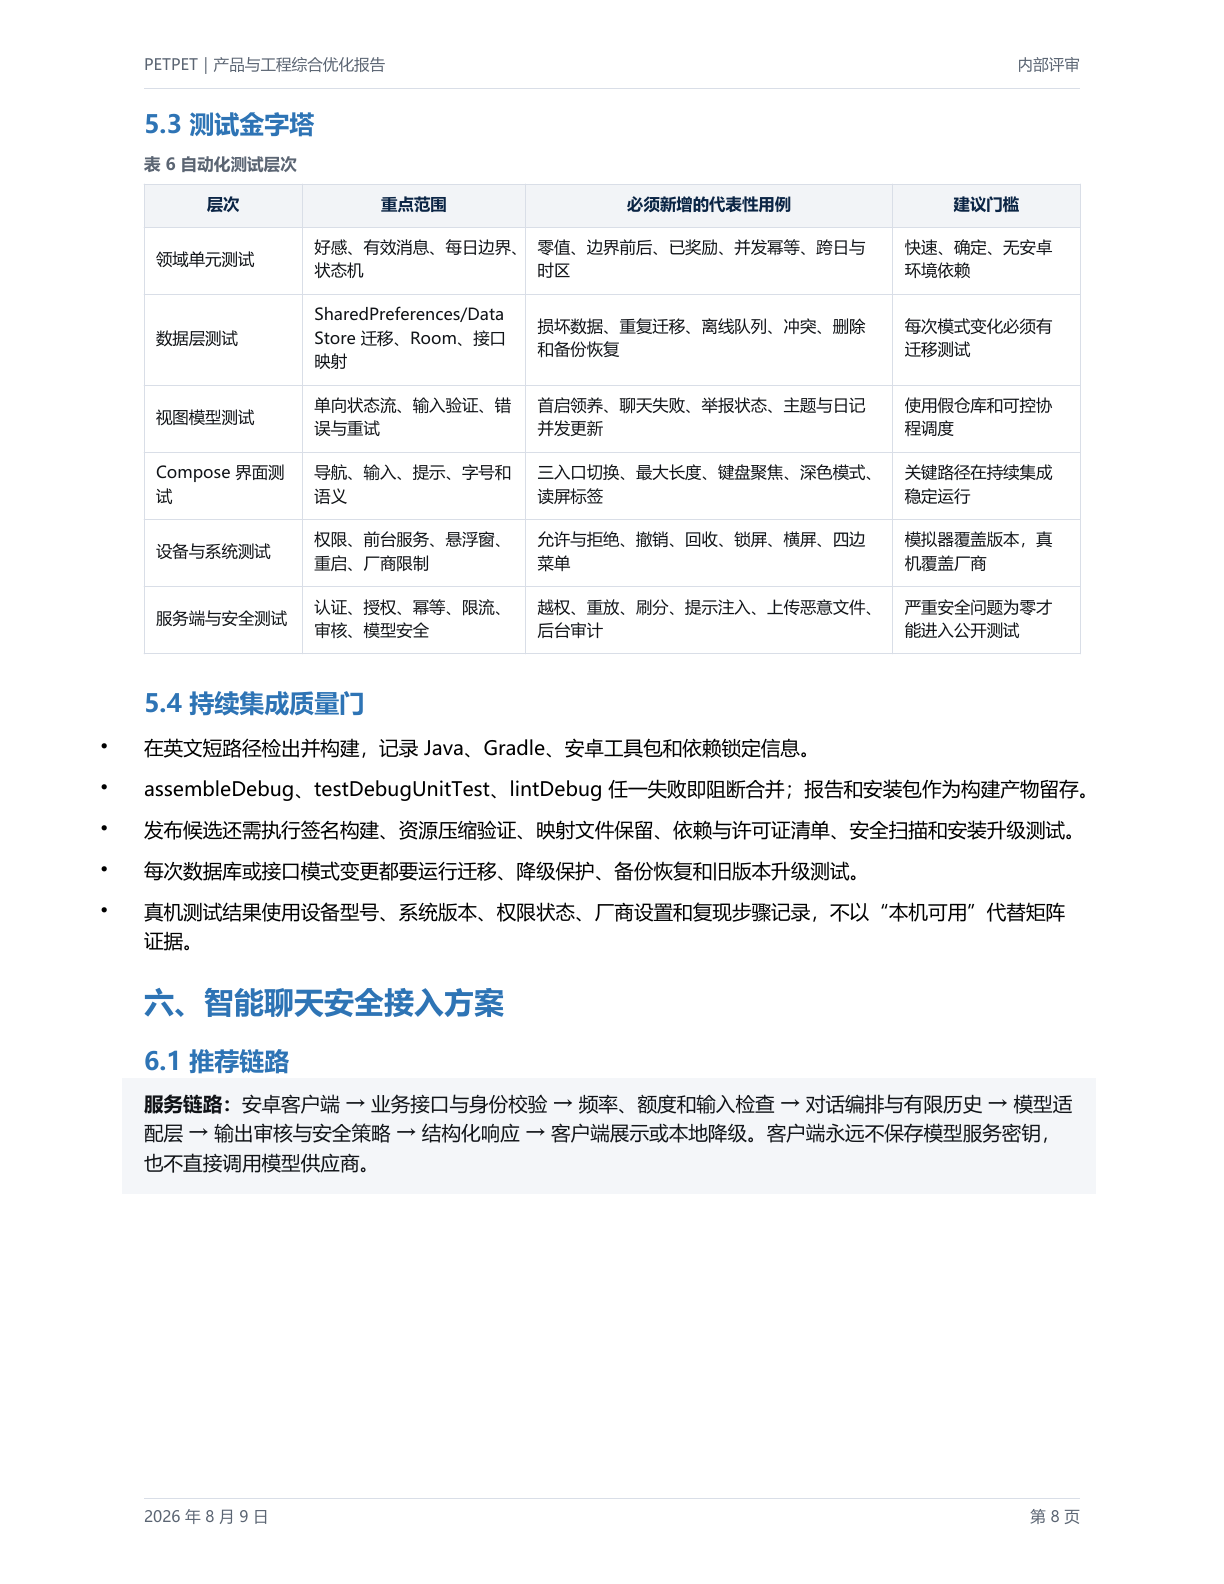 PETPET｜产品与工程综合优化报告
内部评审
5.3 测试金字塔
表 6 自动化测试层次
层次
重点范围
必须新增的代表性用例
建议门槛
领域单元测试
好感、有效消息、每日边界、
状态机
零值、边界前后、已奖励、并发幂等、跨日与
时区
快速、确定、无安卓
环境依赖
数据层测试
SharedPreferences/Data
Store 迁移、Room、接口
映射
损坏数据、重复迁移、离线队列、冲突、删除
和备份恢复
每次模式变化必须有
迁移测试
视图模型测试
单向状态流、输入验证、错
误与重试
首启领养、聊天失败、举报状态、主题与日记
并发更新
使用假仓库和可控协
程调度
Compose 界面测
试
导航、输入、提示、字号和
语义
三入口切换、最大长度、键盘聚焦、深色模式、
读屏标签
关键路径在持续集成
稳定运行
设备与系统测试
权限、前台服务、悬浮窗、
重启、厂商限制
允许与拒绝、撤销、回收、锁屏、横屏、四边
菜单
模拟器覆盖版本，真
机覆盖厂商
服务端与安全测试
认证、授权、幂等、限流、
审核、模型安全
越权、重放、刷分、提示注入、上传恶意文件、
后台审计
严重安全问题为零才
能进入公开测试
5.4 持续集成质量门
• 在英文短路径检出并构建，记录 Java、Gradle、安卓工具包和依赖锁定信息。
• assembleDebug、testDebugUnitTest、lintDebug 任一失败即阻断合并；报告和安装包作为构建产物留存。
• 发布候选还需执行签名构建、资源压缩验证、映射文件保留、依赖与许可证清单、安全扫描和安装升级测试。
• 每次数据库或接口模式变更都要运行迁移、降级保护、备份恢复和旧版本升级测试。
• 真机测试结果使用设备型号、系统版本、权限状态、厂商设置和复现步骤记录，不以“本机可用”代替矩阵
证据。
六、智能聊天安全接入方案
6.1 推荐链路
服务链路：安卓客户端 → 业务接口与身份校验 → 频率、额度和输入检查 → 对话编排与有限历史 → 模型适
配层 → 输出审核与安全策略 → 结构化响应 → 客户端展示或本地降级。客户端永远不保存模型服务密钥，
也不直接调用模型供应商。
2026 年 8 月 9 日
第 8 页